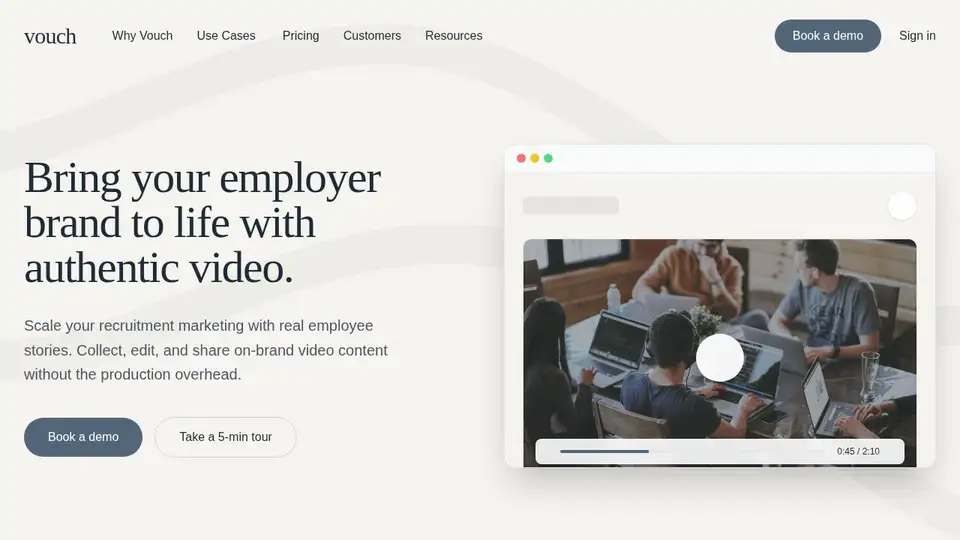 vouch
Why Vouch
Use Cases
Pricing
Customers
Resources
Book a demo
Sign in
Bring your employer
brand to life with
authentic video.
Scale your recruitment marketing with real employee
stories. Collect, edit, and share on-brand video content
without the production overhead.
Book a demo
Take a 5-min tour
0:45 / 2:10